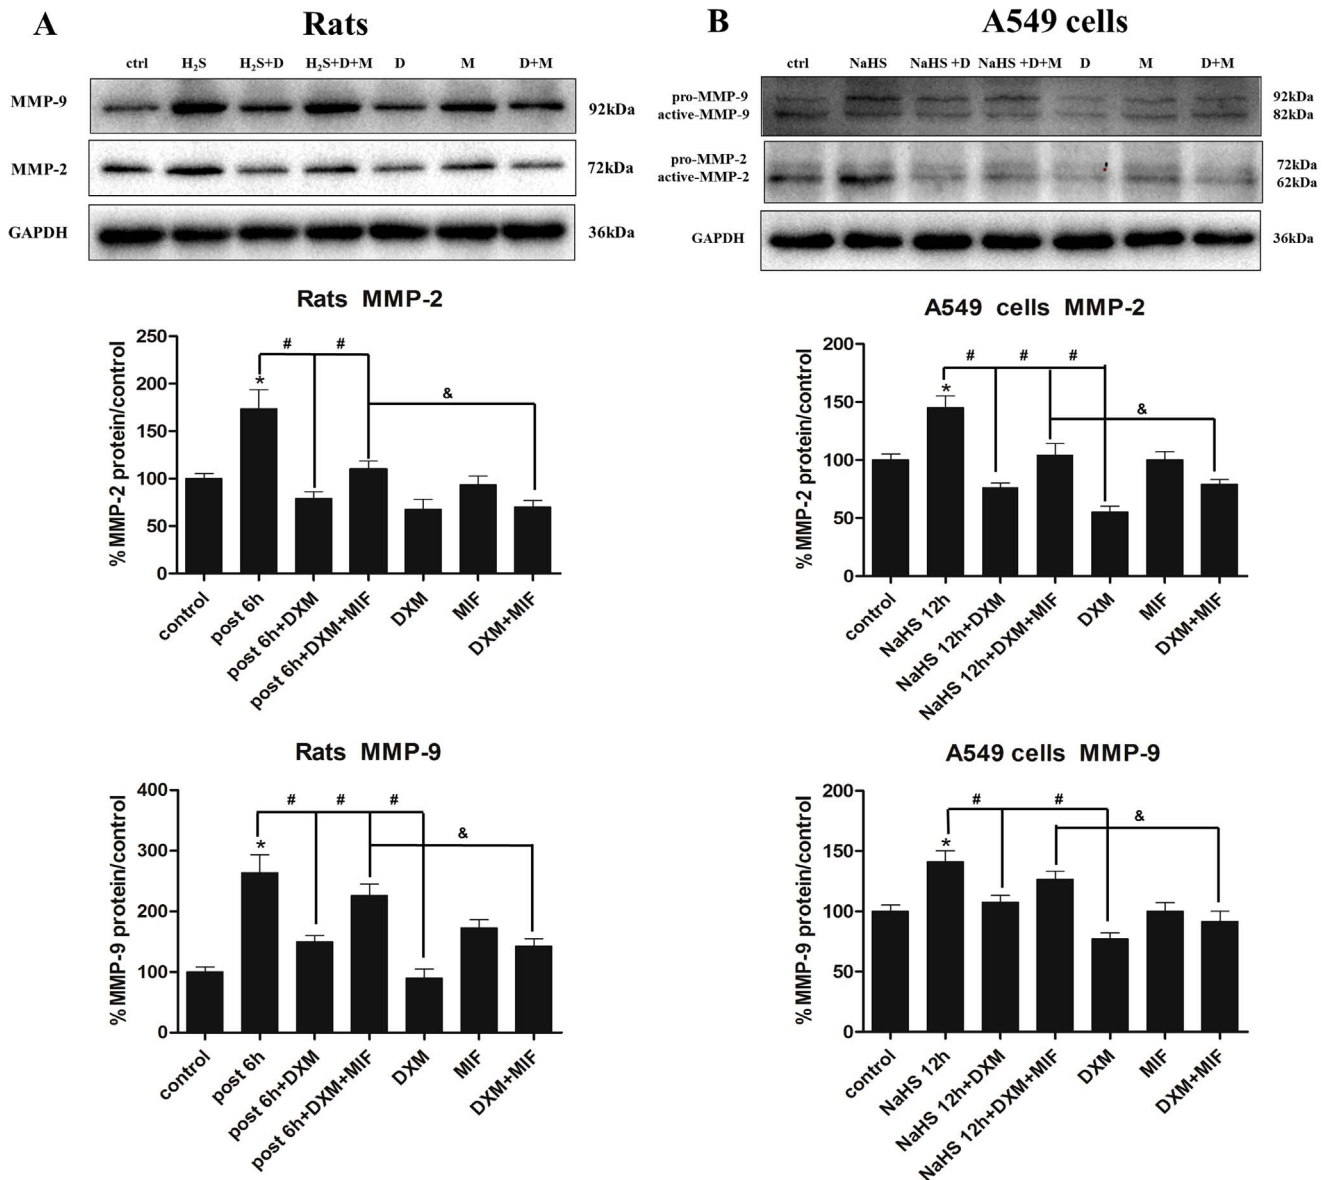 A
Rats
ctrl H₂S H₂S+D H₂S+D+M D M D+M
MMP-9 92kDa
MMP-2 72kDa
GAPDH 36kDa
Rats MMP-2
% MMP-2 protein/control
250
200
150
100
50
0
# #
*
&
control
post 6h
post 6h+DXM
post 6h+DXM+MIF
DXM
MIF
DXM+MIF
Rats MMP-9
% MMP-9 protein/control
400
300
200
100
0
# # #
*
&
control
post 6h
post 6h+DXM
post 6h+DXM+MIF
DXM
MIF
DXM+MIF
B
A549 cells
ctrl NaHS NaHS +D NaHS +D+M D M D+M
pro-MMP-9 92kDa
active-MMP-9 82kDa
pro-MMP-2 72kDa
active-MMP-2 62kDa
GAPDH 36kDa
A549 cells MMP-2
% MMP-2 protein/control
200
150
100
50
0
# # #
*
&
control
NaHS 12h
NaHS 12h+DXM
NaHS 12h+DXM+MIF
DXM
MIF
DXM+MIF
A549 cells MMP-9
% MMP-9 protein/control
200
150
100
50
0
# #
*
&
control
NaHS 12h
NaHS 12h+DXM
NaHS 12h+DXM+MIF
DXM
MIF
DXM+MIF